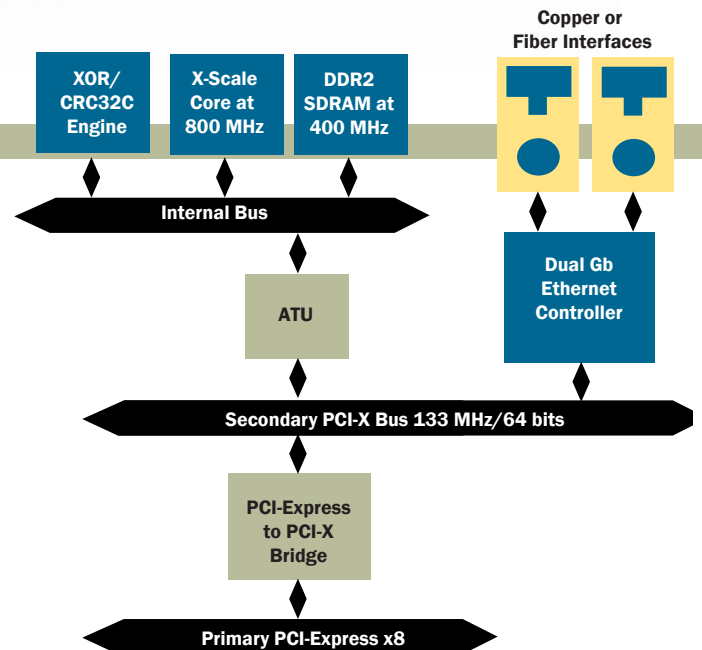 Copper or
Fiber Interfaces
XOR/
CRC32C
Engine
X-Scale
Core at
800 MHz
DDR2
SDRAM at
400 MHz
Internal Bus
Dual Gb
Ethernet
Controller
ATU
Secondary PCI-X Bus 133 MHz/64 bits
PCI-Express
to PCI-X
Bridge
Primary PCI-Express x8